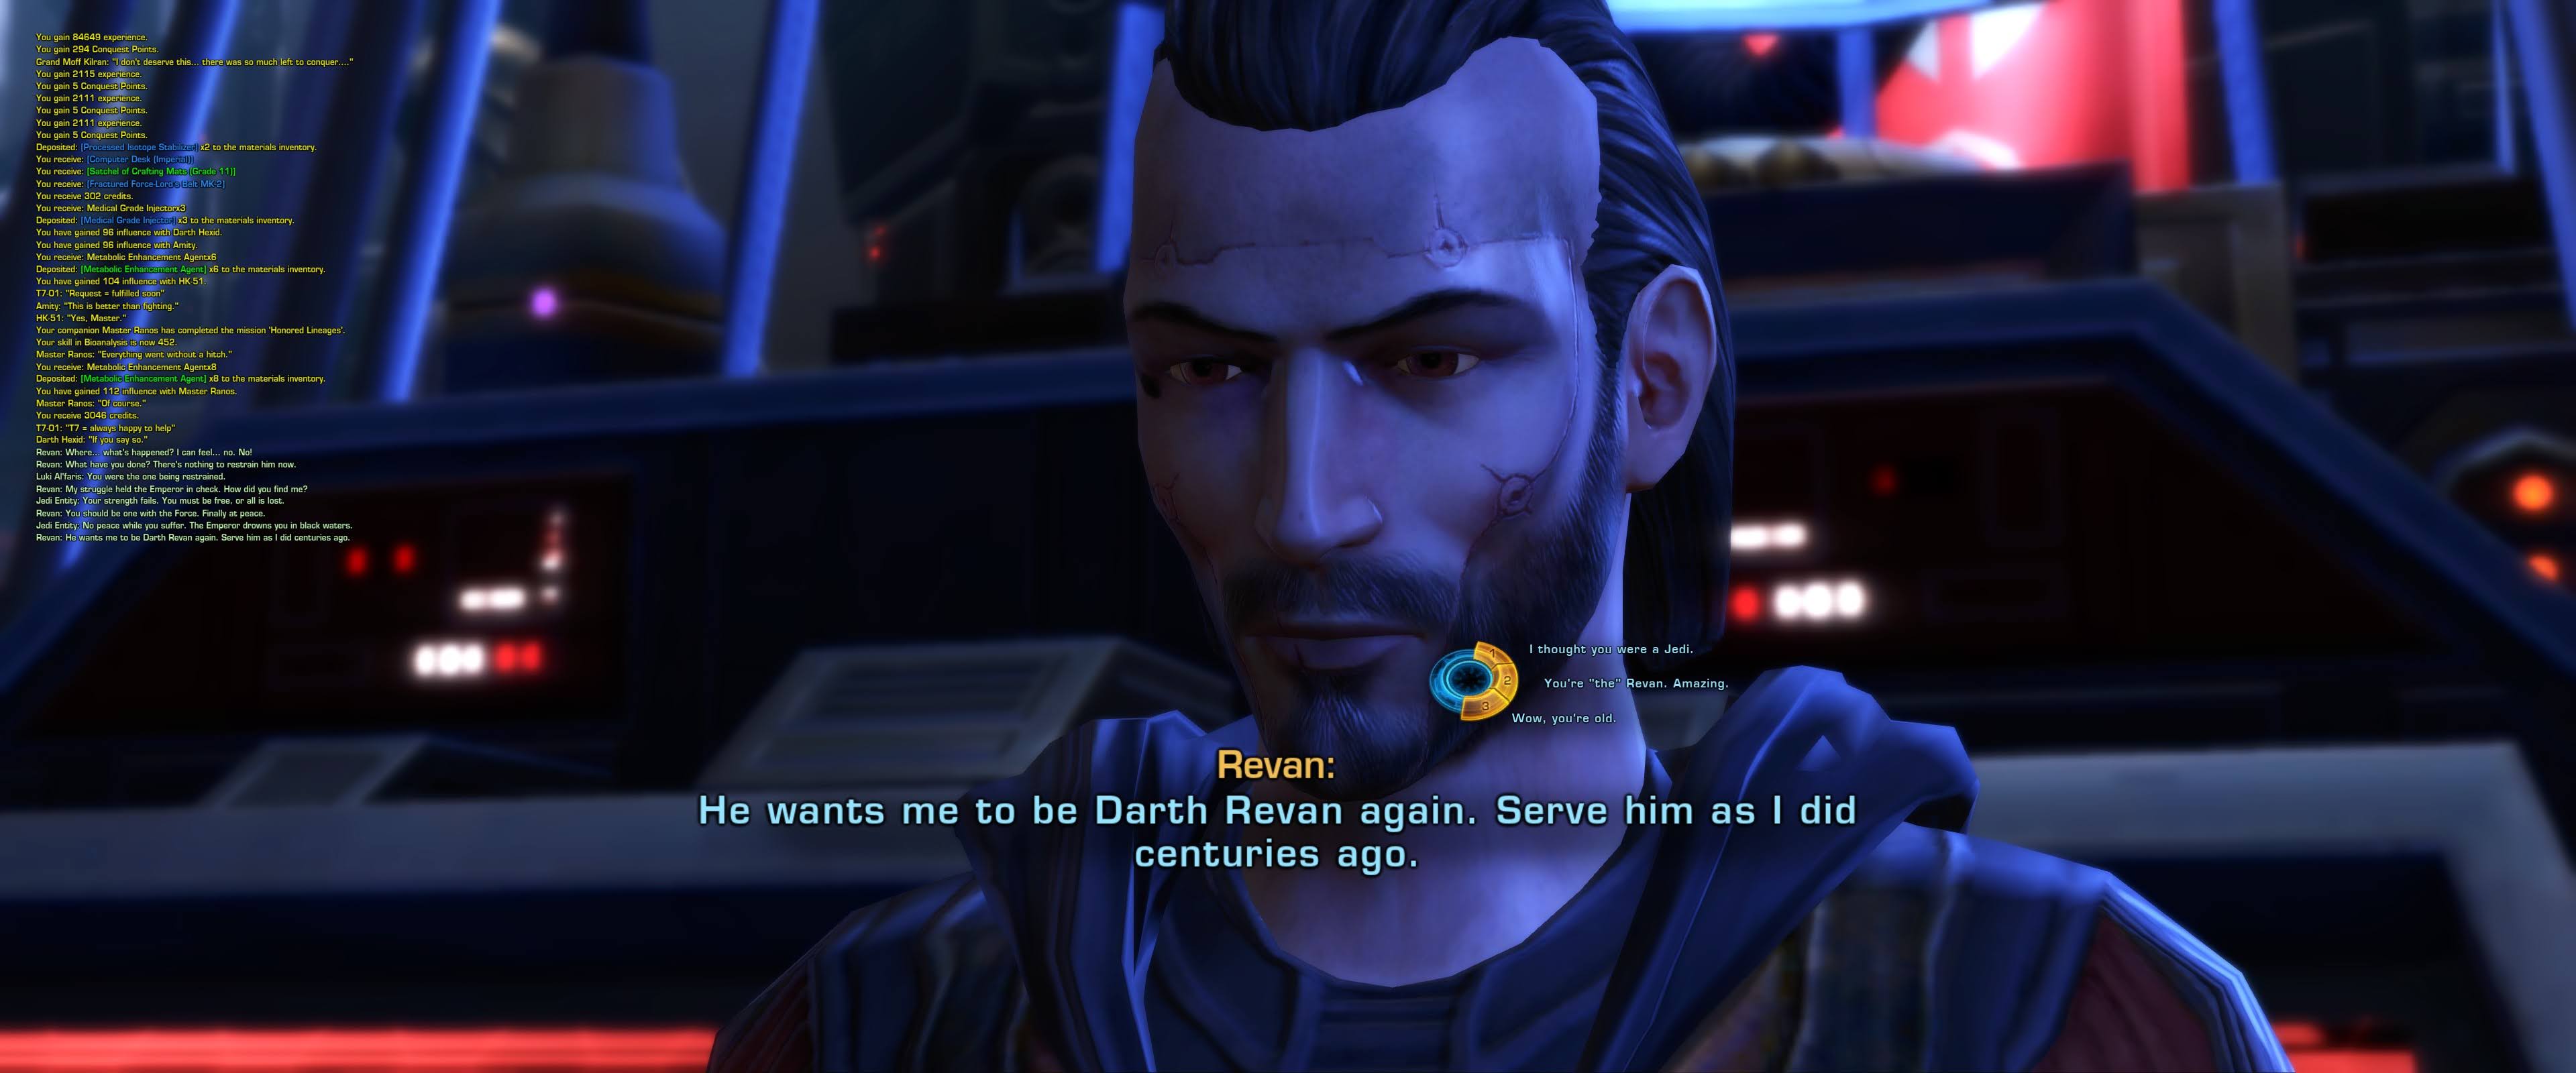 You gain 84649 experience.
You gain 294 Conquest Points.
Grand Moff Kilran: "I don't deserve this... there was so much left to conquer...."
You gain 2115 experience.
You gain 5 Conquest Points.
You gain 2111 experience.
You gain 5 Conquest Points.
You gain 2111 experience.
You gain 5 Conquest Points.
Deposited: [Processed Isotope Stabilizer] x2 to the materials inventory.
You receive: [Computer Desk (Imperial)]
You receive: [Satchel of Crafting Mats (Grade 11)]
You receive: [Fractured Force-Lord's Belt MK-2]
You receive 302 credits.
You receive: Medical Grade Injectorx3
Deposited: [Medical Grade Injector] x3 to the materials inventory.
You have gained 96 influence with Darth Hexid.
You have gained 96 influence with Amity.
You receive: Metabolic Enhancement Agentx6
Deposited: [Metabolic Enhancement Agent] x6 to the materials inventory.
You have gained 104 influence with HK-51.
T7-01: "Request = fulfilled soon"
Amity: "This is better than fighting."
HK-51: "Yes, Master."
Your companion Master Ranos has completed the mission 'Honored Lineages'.
Your skill in Bioanalysis is now 452.
Master Ranos: "Everything went without a hitch."
You receive: Metabolic Enhancement Agentx8
Deposited: [Metabolic Enhancement Agent] x8 to the materials inventory.
You have gained 112 influence with Master Ranos.
Master Ranos: "Of course."
You receive 3046 credits.
T7-01: "T7 = always happy to help"
Darth Hexid: "If you say so."
Revan: Where... what's happened? I can feel... no. No!
Revan: What have you done? There's nothing to restrain him now.
Luki Al'faris: You were the one being restrained.
Revan: My struggle held the Emperor in check. How did you find me?
Jedi Entity: Your strength fails. You must be free, or all is lost.
Revan: You should be one with the Force. Finally at peace.
Jedi Entity: No peace while you suffer. The Emperor drowns you in black waters.
Revan: He wants me to be Darth Revan again. Serve him as I did centuries ago.
1 I thought you were a Jedi.
2 You're "the" Revan. Amazing.
3 Wow, you're old.
Revan:
He wants me to be Darth Revan again. Serve him as I did
centuries ago.